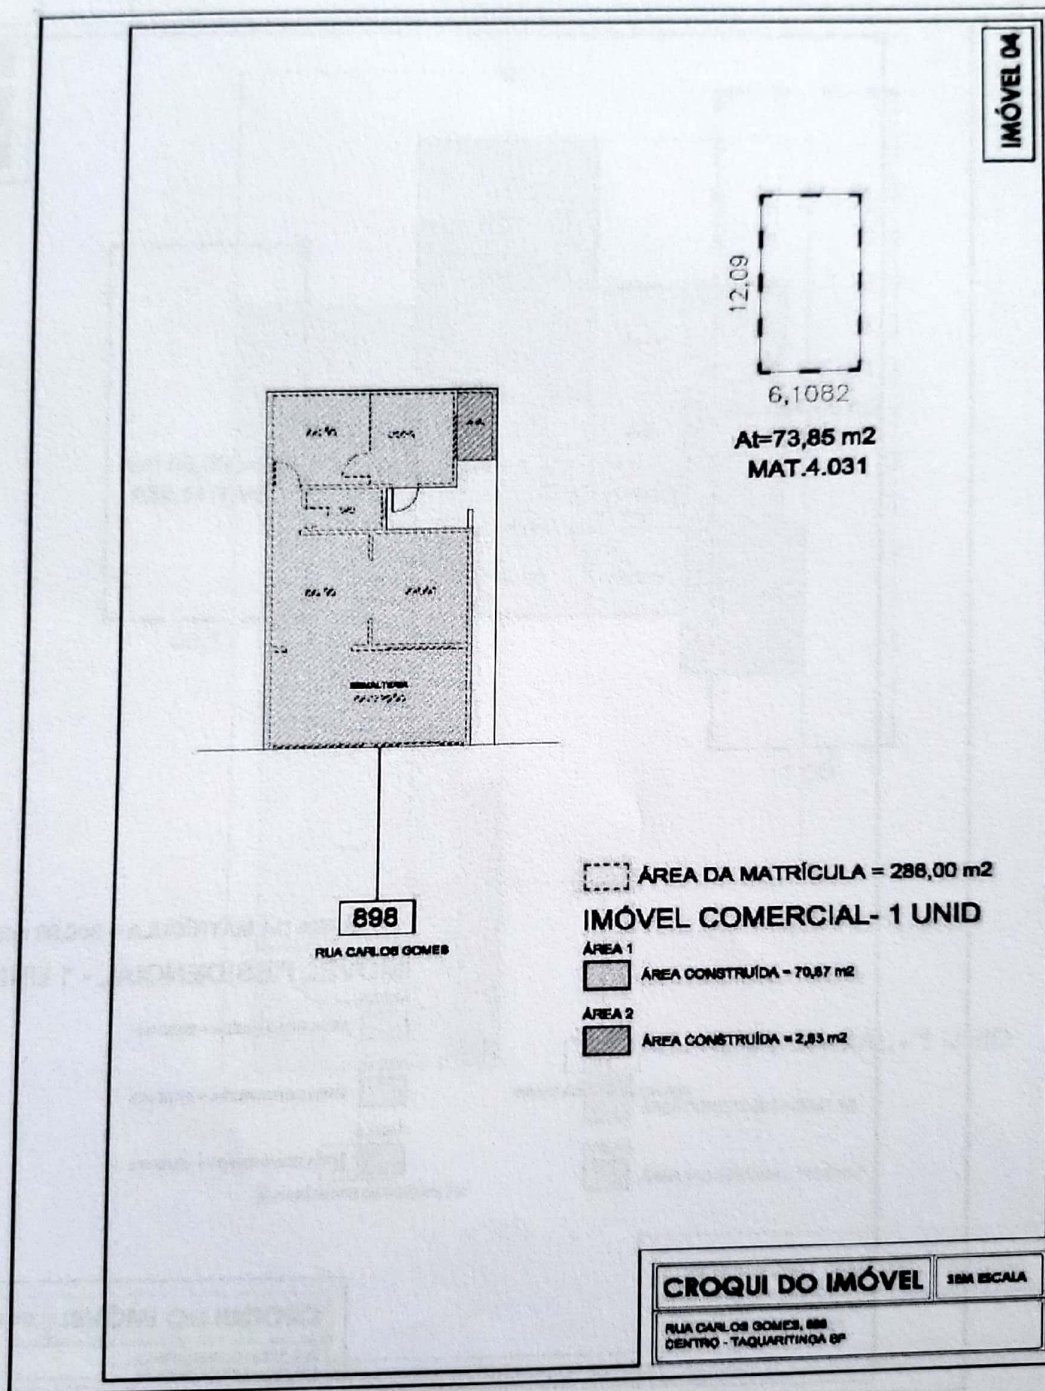 IMÓVEL 04
12,09
6,1082
At=73,85 m2
MAT.4.031
898
RUA CARLOS GOMES
ÁREA DA MATRÍCULA = 288,00 m2
IMÓVEL COMERCIAL- 1 UNID
ÁREA 1
ÁREA CONSTRUÍDA = 70,67 m2
ÁREA 2
ÁREA CONSTRUÍDA = 2,83 m2
CROQUI DO IMÓVEL
SEM ESCALA
RUA CARLOS GOMES, 898
CENTRO - TAQUARITINGA SP